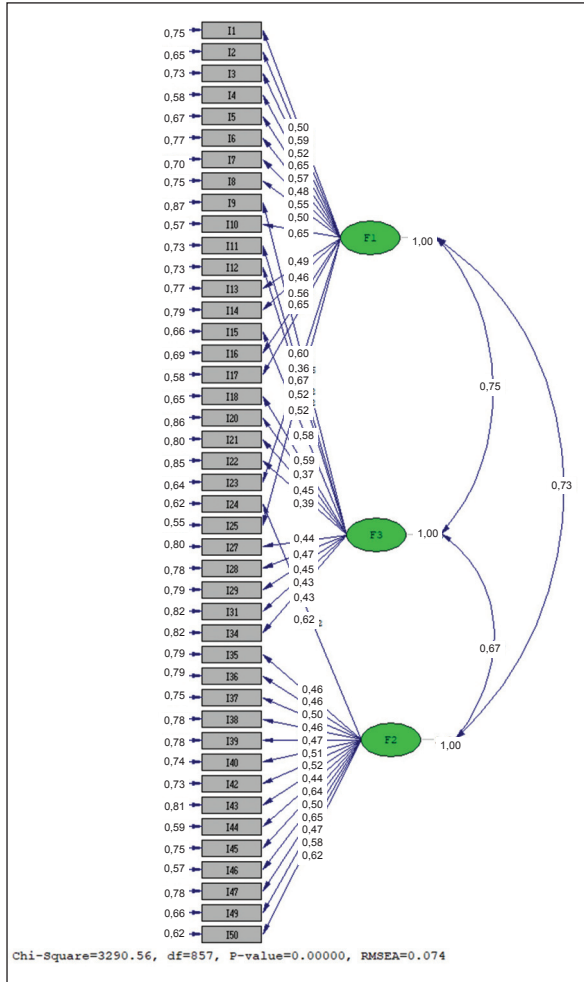 0,75 I1
0,65 I2
0,73 I3
0,58 I4
0,67 I5
0,77 I6
0,70 I7
0,75 I8
0,87 I9
0,57 I10
0,73 I11
0,73 I12
0,77 I13
0,79 I14
0,66 I15
0,69 I16
0,58 I17
0,65 I18
0,86 I20
0,80 I21
0,85 I22
0,64 I23
0,62 I24
0,55 I25
0,80 I27
0,78 I28
0,79 I29
0,82 I31
0,82 I34
0,79 I35
0,79 I36
0,75 I37
0,78 I38
0,78 I39
0,74 I40
0,73 I42
0,81 I43
0,59 I44
0,75 I45
0,57 I46
0,78 I47
0,66 I49
0,62 I50
0,50
0,59
0,52
0,65
0,57
0,48
0,55
0,50
0,65
0,49
0,46
0,56
0,65
0,60
0,36
0,67
0,52
0,52
0,58
0,59
0,37
0,45
0,39
0,44
0,47
0,45
0,43
0,43
0,62
0,46
0,46
0,50
0,46
0,47
0,51
0,52
0,44
0,64
0,50
0,65
0,47
0,58
0,62
F1 1,00
F3 1,00
F2 1,00
0,75
0,73
0,67
Chi-Square=3290.56, df=857, P-value=0.00000, RMSEA=0.074